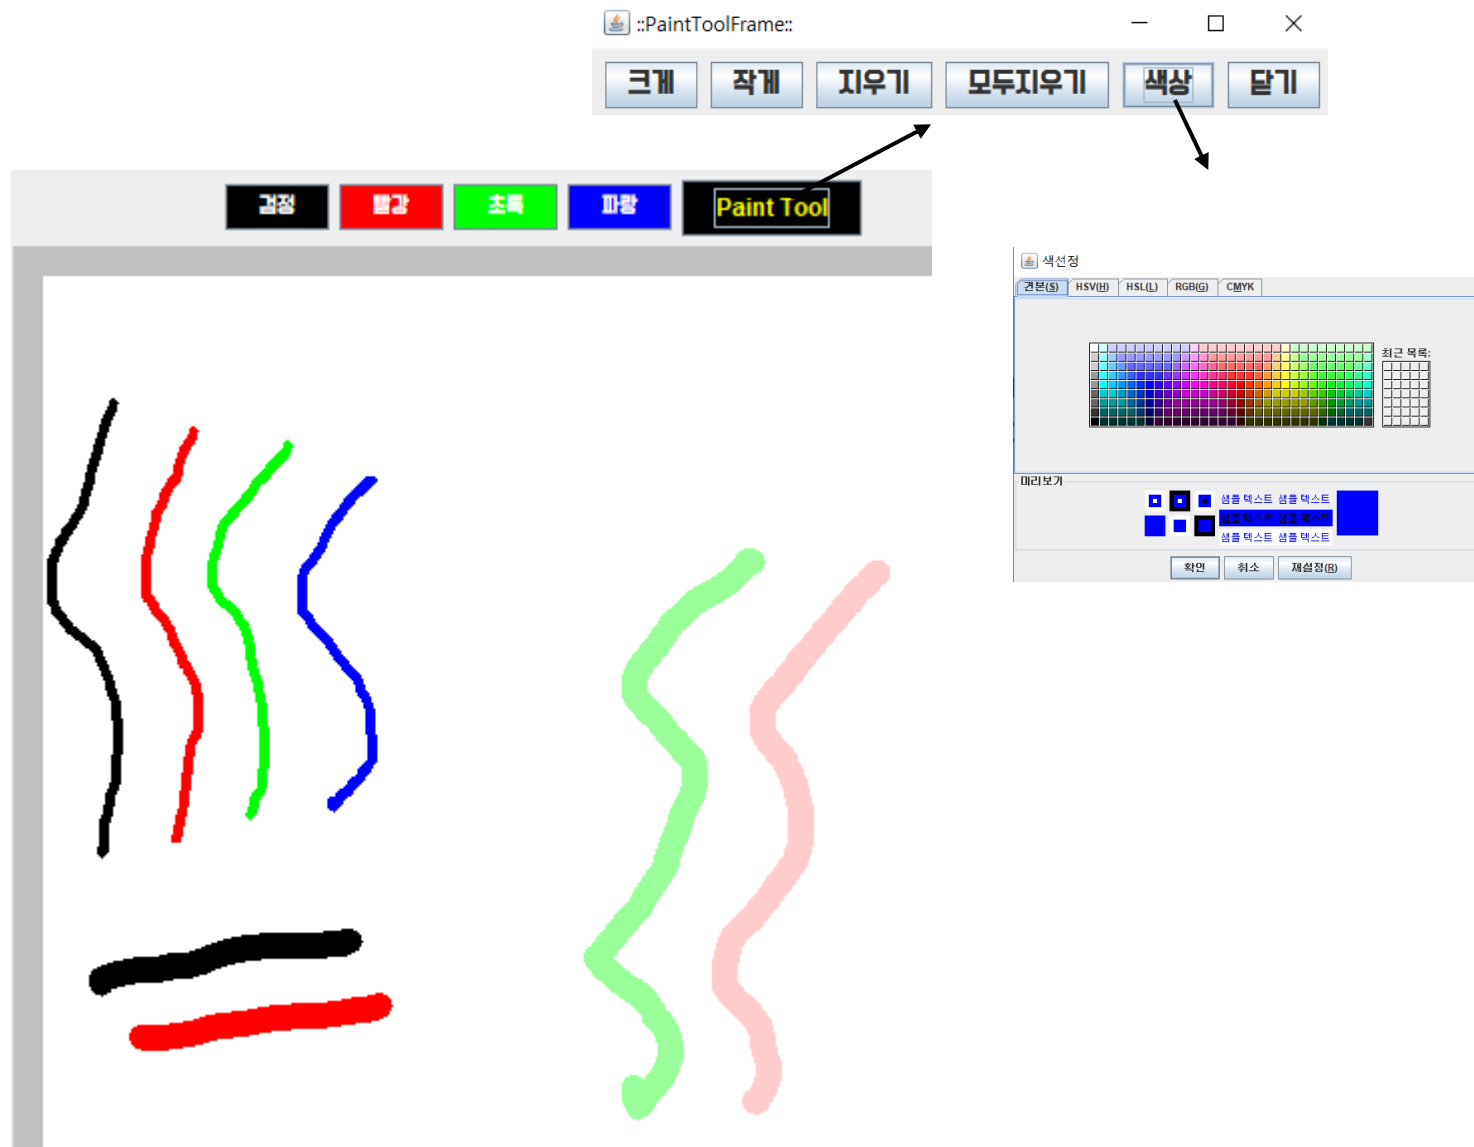 ::PaintToolFrame::
크게 작게 지우기 모두지우기 색상 닫기
검정 빨강 초록 파랑 Paint Tool
색선정
견본(S) HSV(H) HSL(L) RGB(G) CMYK
최근 목록:
미리보기
샘플 텍스트 샘플 텍스트
샘플 텍스트 샘플 텍스트
샘플 텍스트 샘플 텍스트
확인 취소 재설정(R)